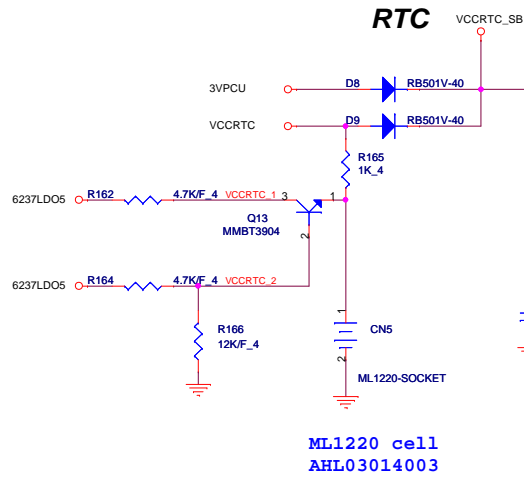 RTC
VCCRTC_SB
3VPCU
D8
RB501V-40
VCCRTC
D9
RB501V-40
R165
1K_4
6237LDO5
R162
4.7K/F_4
VCCRTC_1
3
1
Q13
MMBT3904
2
6237LDO5
R164
4.7K/F_4
VCCRTC_2
R166
12K/F_4
1
CN5
2
ML1220-SOCKET
ML1220 cell
AHL03014003